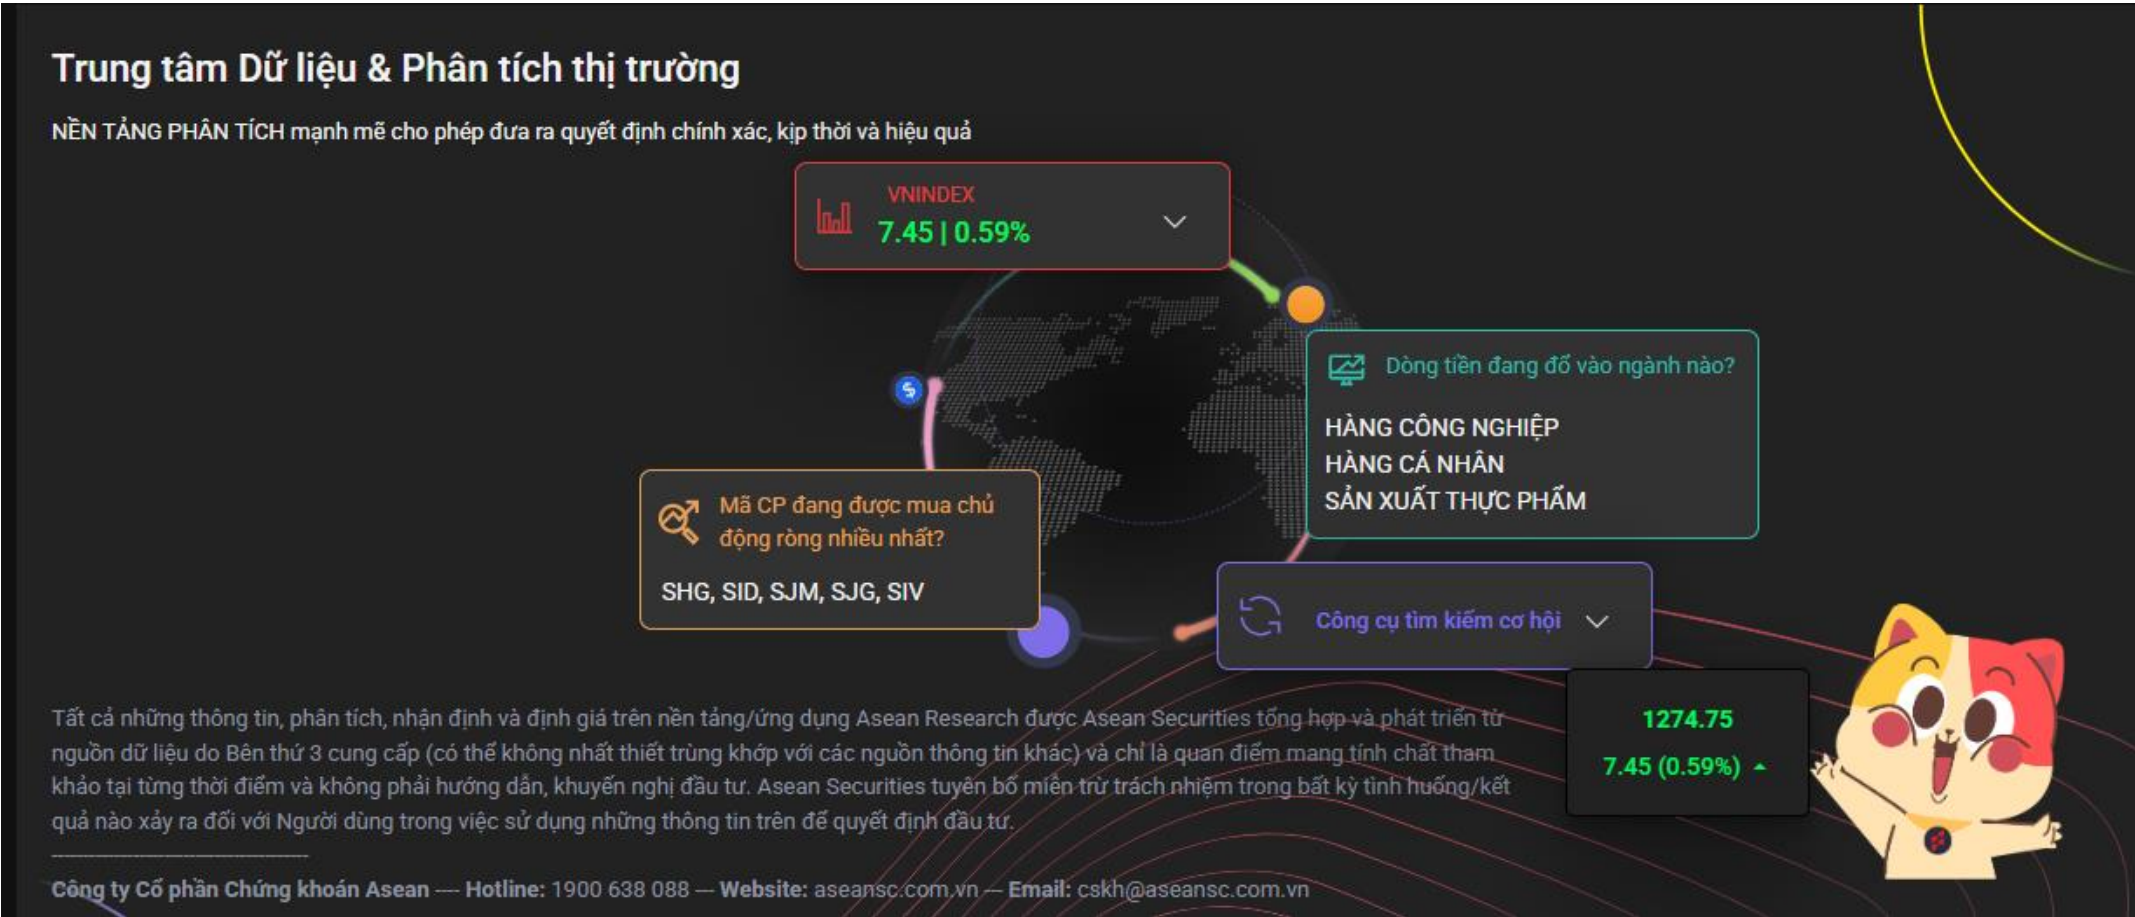 Trung tâm Dữ liệu & Phân tích thị trường
NỀN TẢNG PHÂN TÍCH mạnh mẽ cho phép đưa ra quyết định chính xác, kịp thời và hiệu quả
VNINDEX
7.45 | 0.59%
Dòng tiền đang đổ vào ngành nào?
HÀNG CÔNG NGHIỆP
HÀNG CÁ NHÂN
SẢN XUẤT THỰC PHẨM
Mã CP đang được mua chủ
động ròng nhiều nhất?
SHG, SID, SJM, SJG, SIV
Công cụ tìm kiếm cơ hội
1274.75
7.45 (0.59%)
Tất cả những thông tin, phân tích, nhận định và định giá trên nền tảng/ứng dụng Asean Research được Asean Securities tổng hợp và phát triển từ
nguồn dữ liệu do Bên thứ 3 cung cấp (có thể không nhất thiết trùng khớp với các nguồn thông tin khác) và chỉ là quan điểm mang tính chất tham
khảo tại từng thời điểm và không phải hướng dẫn, khuyến nghị đầu tư. Asean Securities tuyên bố miễn trừ trách nhiệm trong bất kỳ tình huống/kết
quả nào xảy ra đối với Người dùng trong việc sử dụng những thông tin trên để quyết định đầu tư.
Công ty Cổ phần Chứng khoán Asean –– Hotline: 1900 638 088 –– Website: aseansc.com.vn –– Email: cskh@aseansc.com.vn